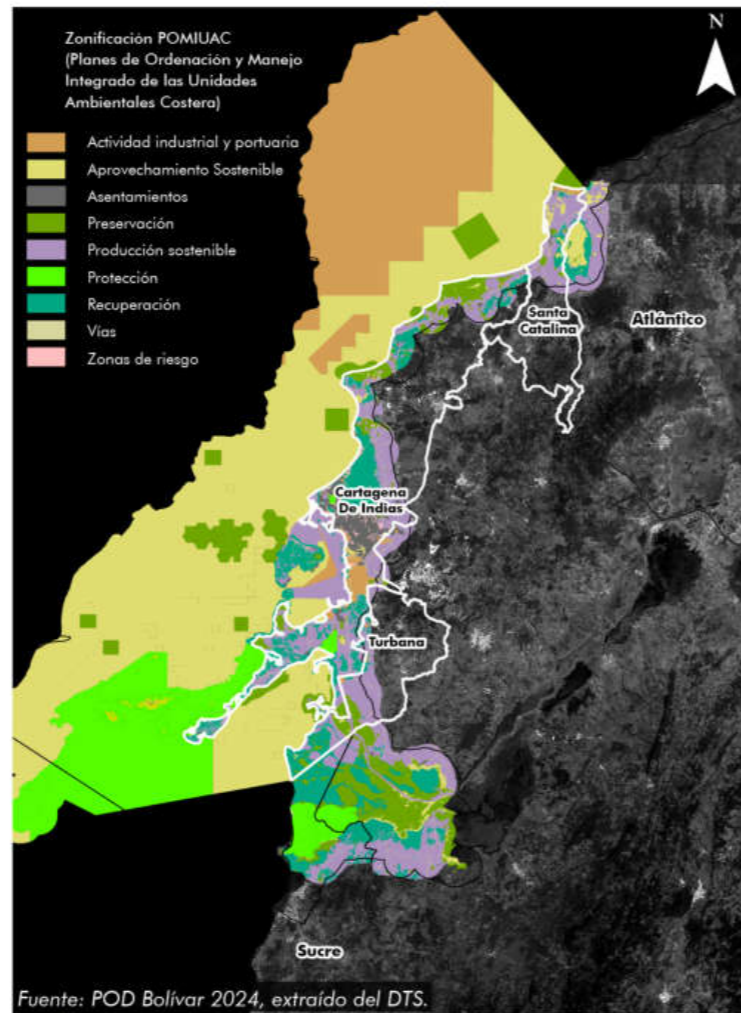 Zonificación POMIUAC
(Planes de Ordenación y Manejo
Integrado de las Unidades
Ambientales Costera)
N
Actividad industrial y portuaria
Aprovechamiento Sostenible
Asentamientos
Preservación
Producción sostenible
Protección
Recuperación
Vías
Zonas de riesgo
Santa
Catalina
Atlántico
Cartagena
De Indias
Turbana
Sucre
Fuente: POD Bolívar 2024, extraído del DTS.